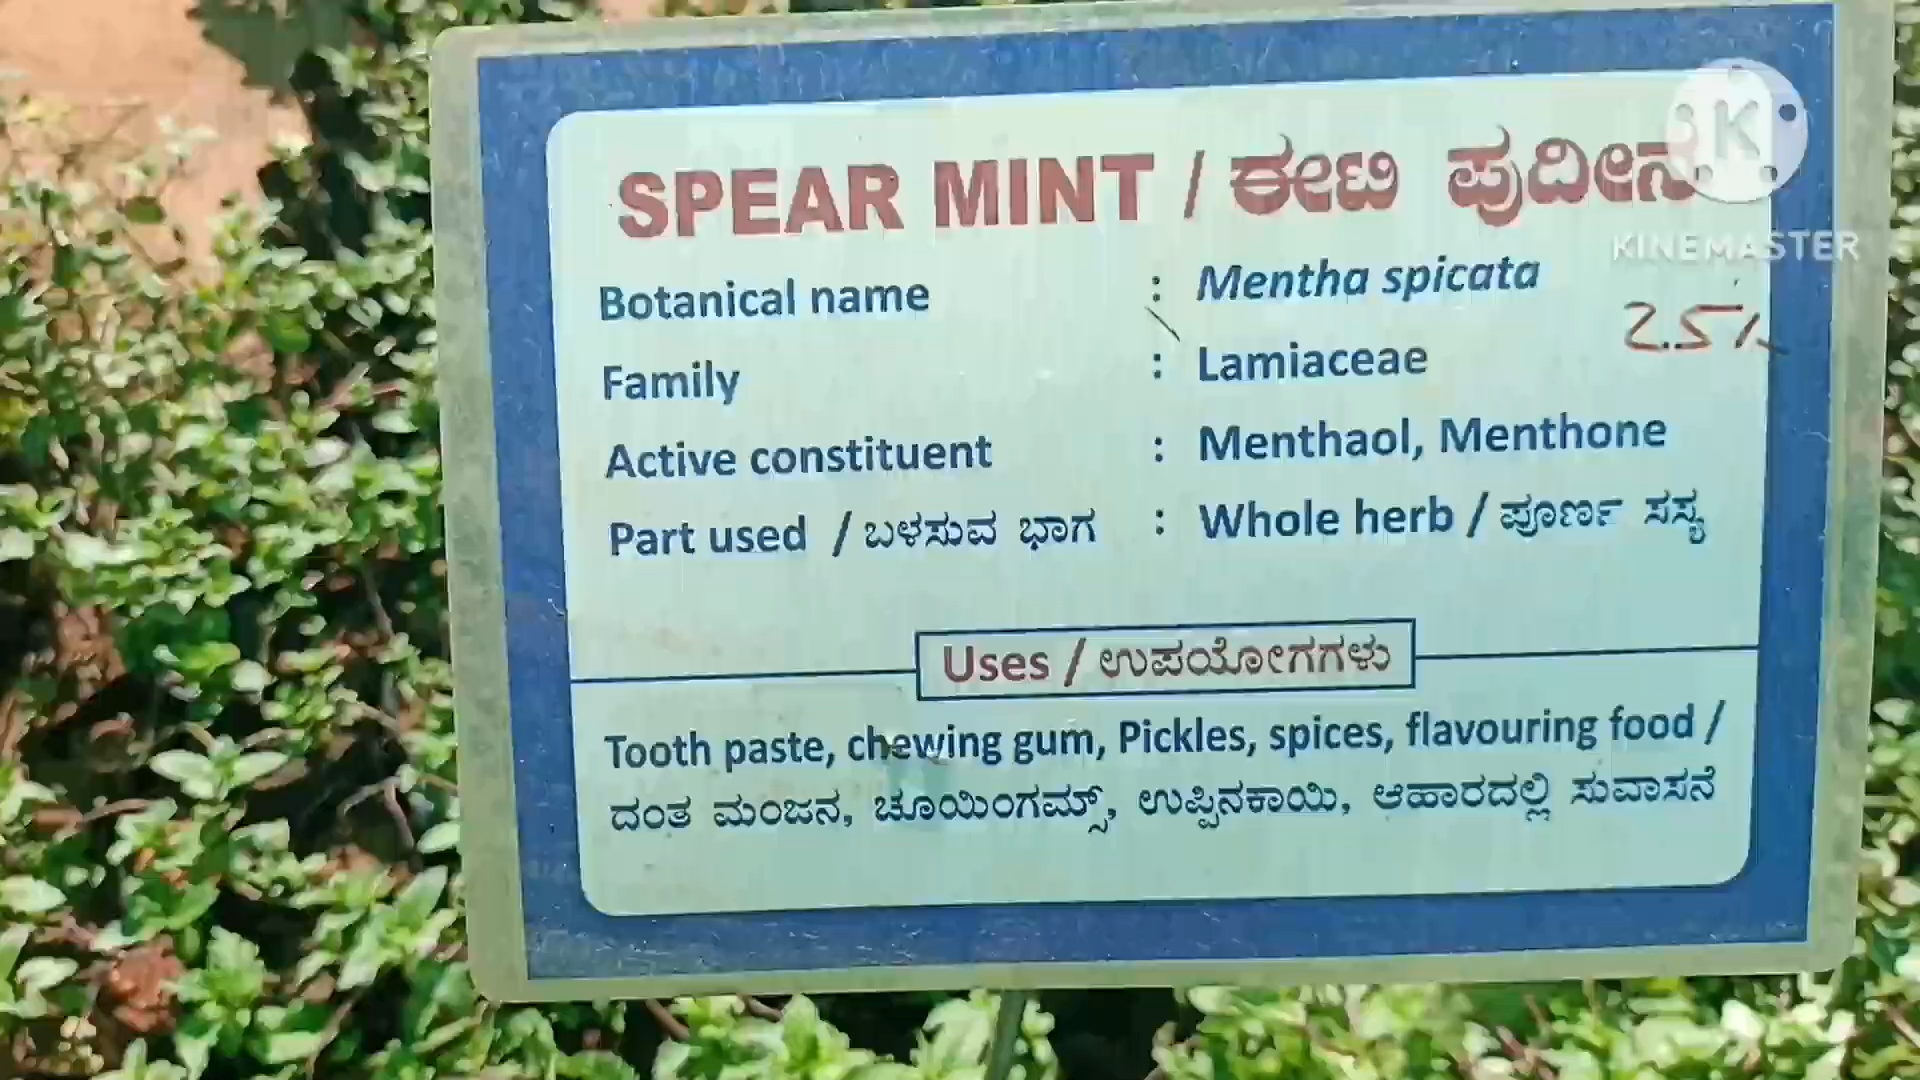 SPEAR MINT / ಈಟಿ ಪುದೀನ
K
KINEMASTER
Botanical name : Mentha spicata
2.5%
Family : Lamiaceae
Active constituent : Menthaol, Menthone
Part used / ಬಳಸುವ ಭಾಗ : Whole herb / ಪೂರ್ಣ ಸಸ್ಯ
Uses / ಉಪಯೋಗಗಳು
Tooth paste, chewing gum, Pickles, spices, flavouring food /
ದಂತ ಮಂಜನ, ಚೂಯಿಂಗಮ್ಸ್, ಉಪ್ಪಿನಕಾಯಿ, ಆಹಾರದಲ್ಲಿ ಸುವಾಸನೆ